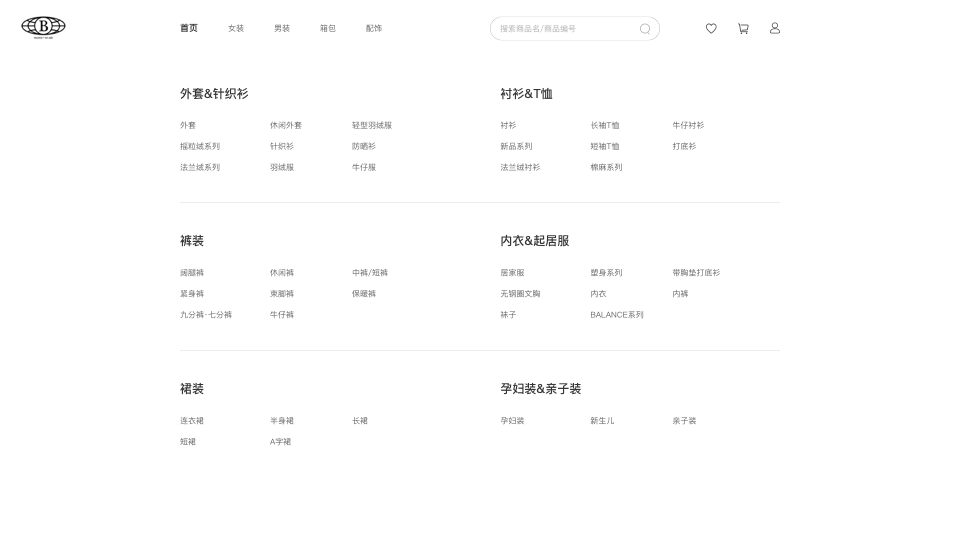 B
首页 女装 男装 箱包 配饰 搜索商品名/商品编号
外套&针织衫 衬衫&T恤
外套 休闲外套 轻型羽绒服 衬衫 长袖T恤 牛仔衬衫
摇粒绒系列 针织衫 防晒衫 新品系列 短袖T恤 打底衫
法兰绒系列 羽绒服 牛仔服 法兰绒衬衫 棉麻系列
裤装 内衣&起居服
阔腿裤 休闲裤 中裤/短裤 居家服 塑身系列 带胸垫打底衫
紧身裤 束脚裤 保暖裤 无钢圈文胸 内衣 内裤
九分裤·七分裤 牛仔裤 袜子 BALANCE系列
裙装 孕妇装&亲子装
连衣裙 半身裙 长裙 孕妇装 新生儿 亲子装
短裙 A字裙